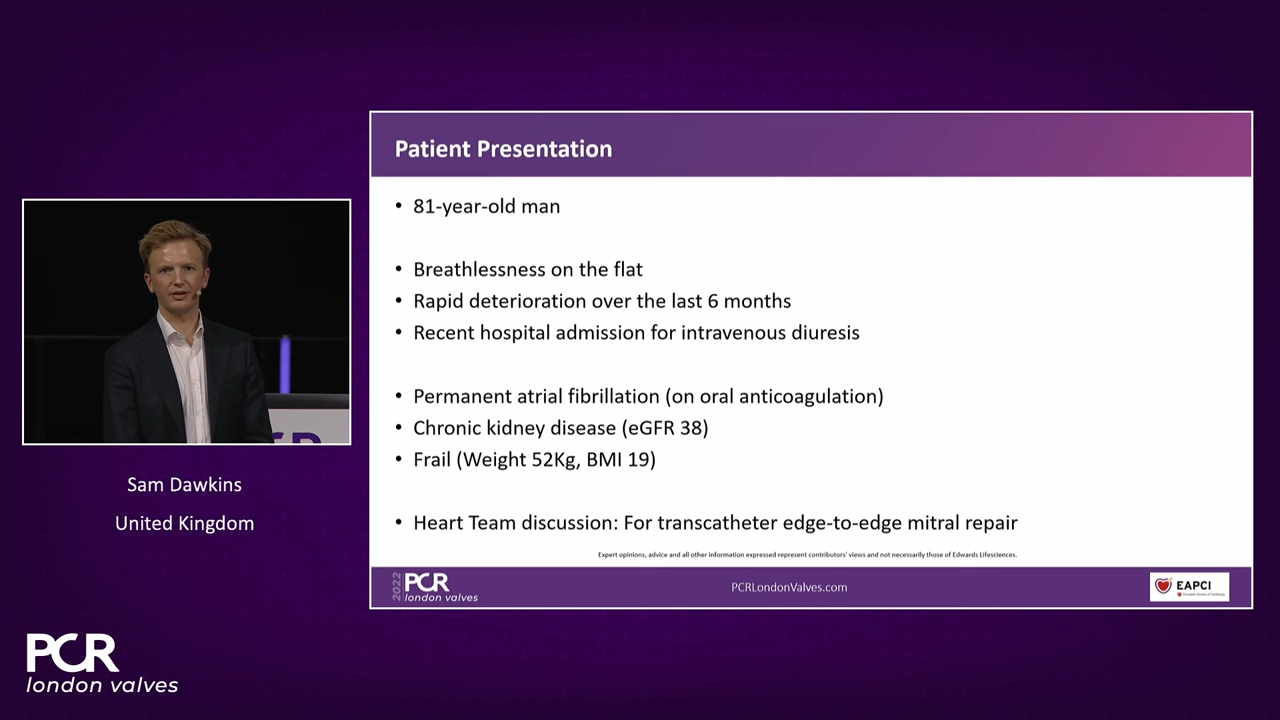 Patient Presentation
• 81-year-old man
• Breathlessness on the flat
• Rapid deterioration over the last 6 months
• Recent hospital admission for intravenous diuresis
• Permanent atrial fibrillation (on oral anticoagulation)
• Chronic kidney disease (eGFR 38)
• Frail (Weight 52Kg, BMI 19)
• Heart Team discussion: For transcatheter edge-to-edge mitral repair
Expert opinions, advice and all other information expressed represent contributors' views and not necessarily those of Edwards Lifesciences.
2022 PCR
london valves
PCRLondonValves.com
EAPCI
CR
Sam Dawkins
United Kingdom
PCR
london valves